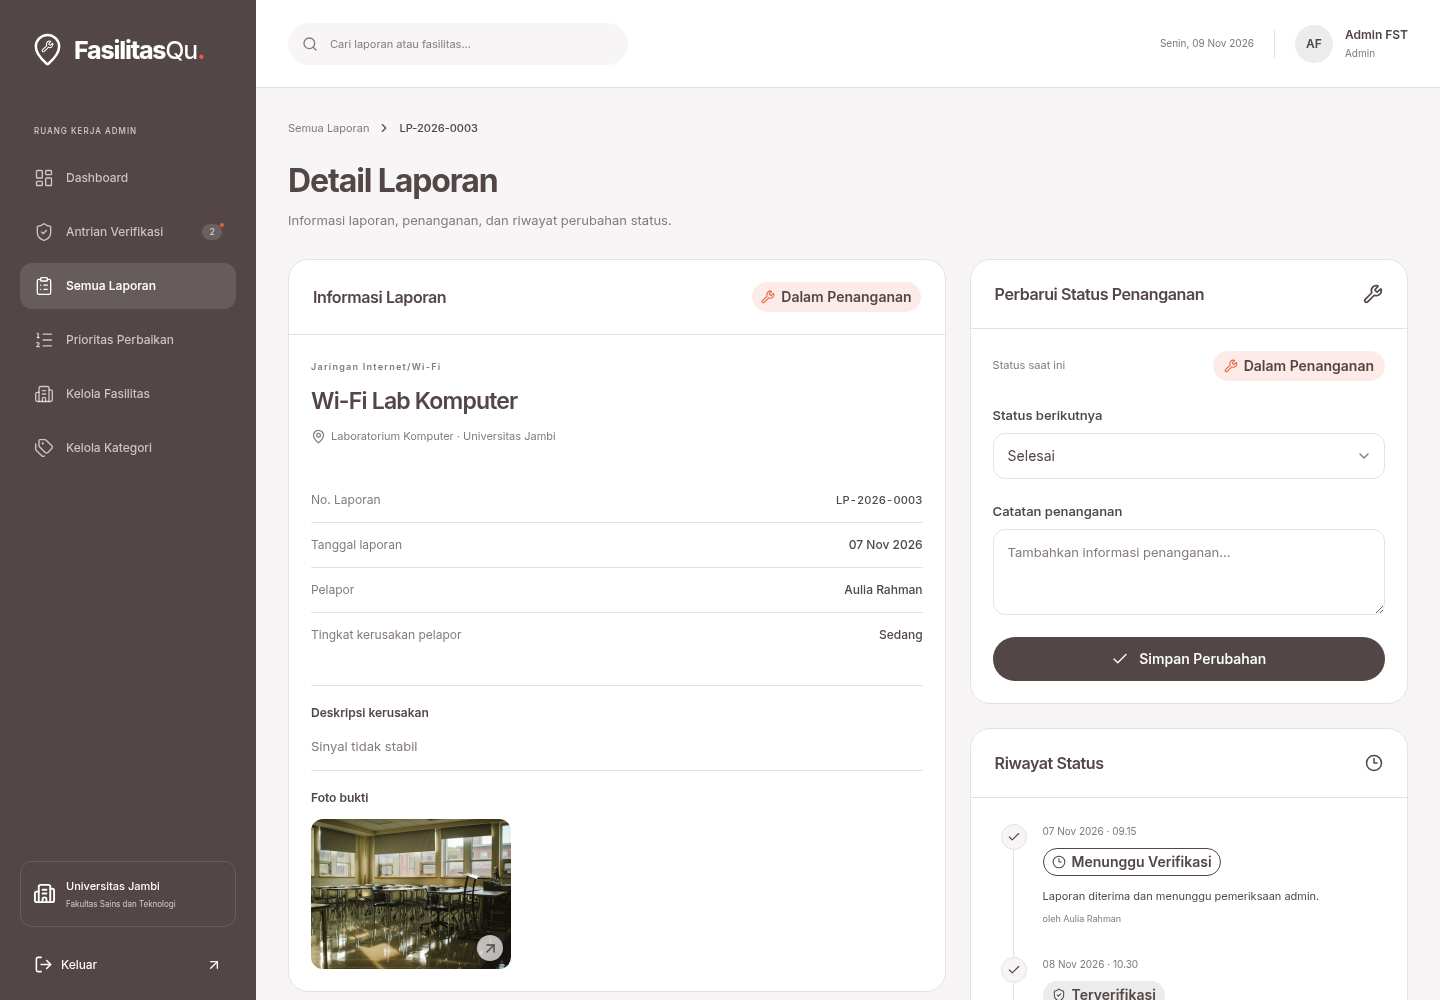 FasilitasQu.
RUANG KERJA ADMIN
Dashboard
Antrian Verifikasi
2
Semua Laporan
Prioritas Perbaikan
Kelola Fasilitas
Kelola Kategori
Universitas Jambi
Fakultas Sains dan Teknologi
Keluar
Cari laporan atau fasilitas...
Senin, 09 Nov 2026
AF
Admin FST
Admin
Semua Laporan
LP-2026-0003
Detail Laporan
Informasi laporan, penanganan, dan riwayat perubahan status.
Informasi Laporan
Dalam Penanganan
Jaringan Internet/Wi-Fi
Wi-Fi Lab Komputer
Laboratorium Komputer · Universitas Jambi
No. Laporan
LP-2026-0003
Tanggal laporan
07 Nov 2026
Pelapor
Aulia Rahman
Tingkat kerusakan pelapor
Sedang
Deskripsi kerusakan
Sinyal tidak stabil
Foto bukti
Perbarui Status Penanganan
Status saat ini
Dalam Penanganan
Status berikutnya
Selesai
Catatan penanganan
Tambahkan informasi penanganan...
Simpan Perubahan
Riwayat Status
07 Nov 2026 · 09.15
Menunggu Verifikasi
Laporan diterima dan menunggu pemeriksaan admin.
oleh Aulia Rahman
08 Nov 2026 · 10.30
Terverifikasi